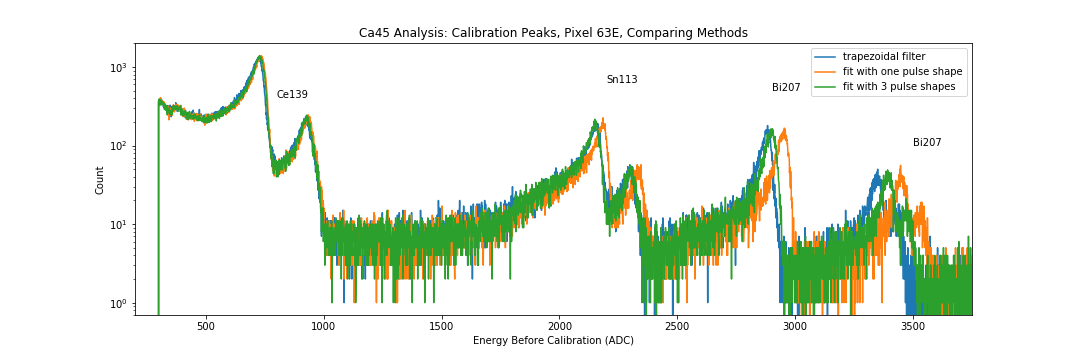 Ca45 Analysis: Calibration Peaks, Pixel 63E, Comparing Methods
trapezoidal filter
fit with one pulse shape
fit with 3 pulse shapes
Ce139
Sn113
Bi207
Bi207
Count
10³
10²
10¹
10⁰
500 1000 1500 2000 2500 3000 3500
Energy Before Calibration (ADC)